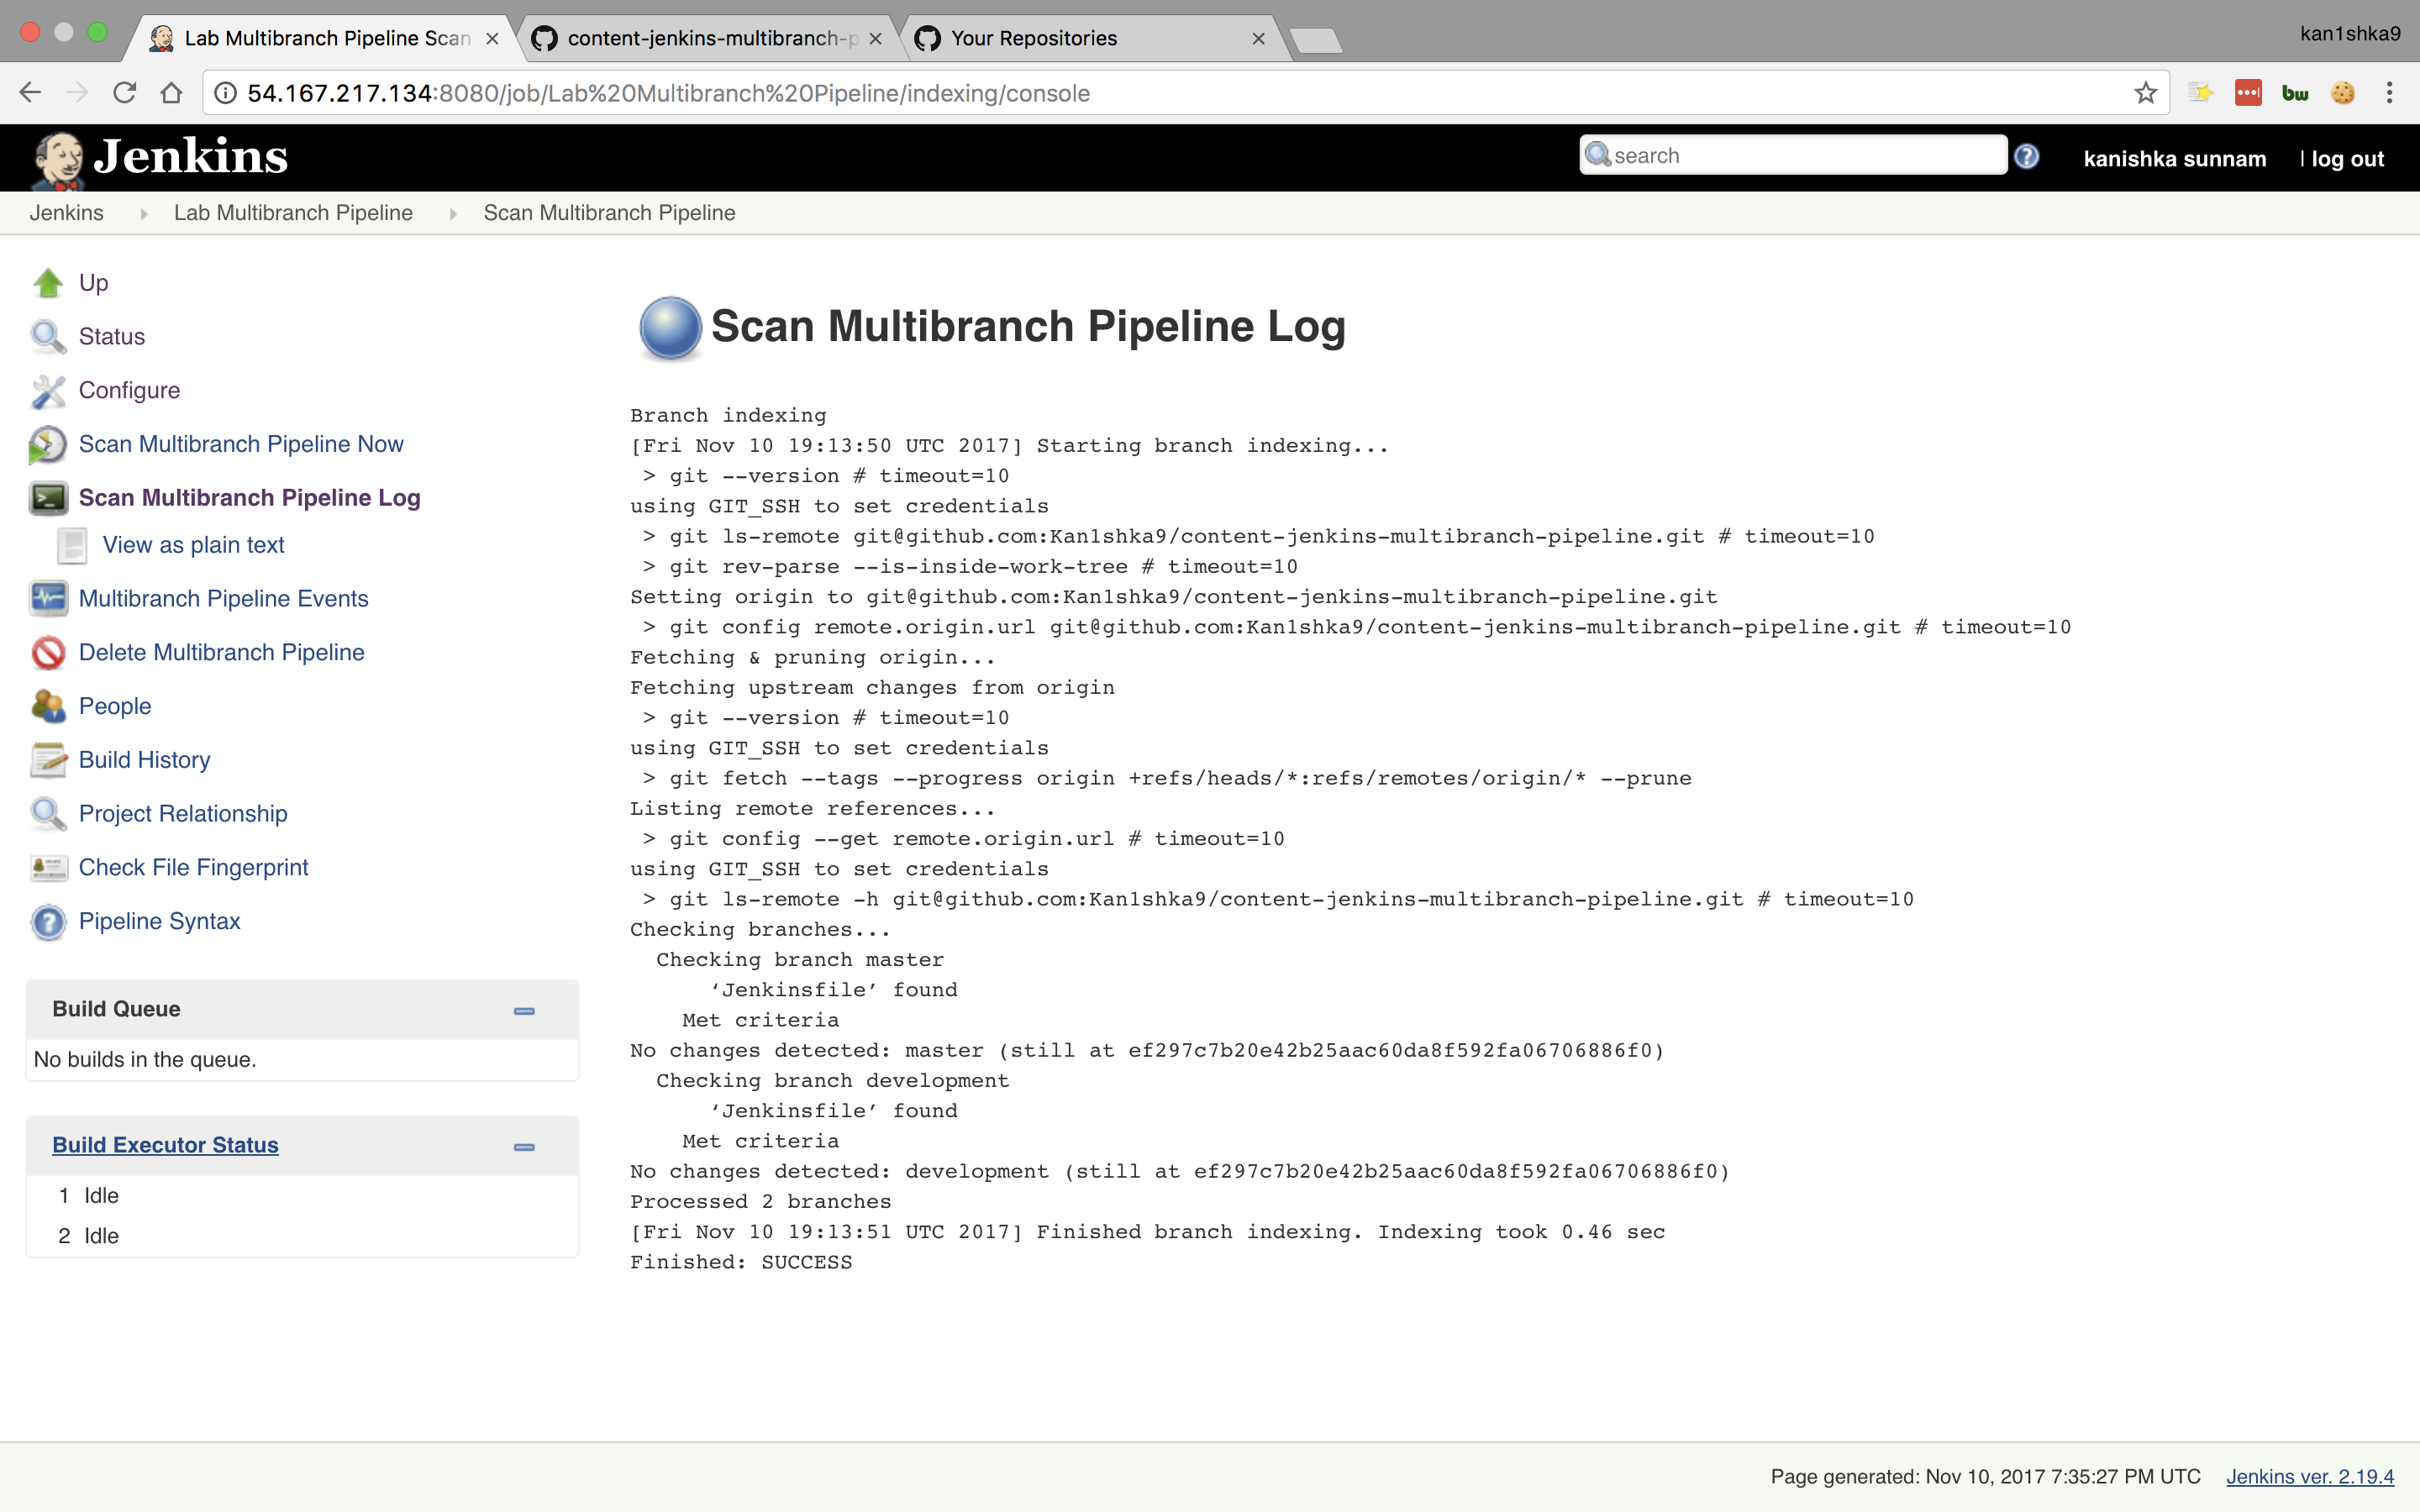 Lab Multibranch Pipeline Scan
content-jenkins-multibranch-p
Your Repositories
kan1shka9
54.167.217.134:8080/job/Lab%20Multibranch%20Pipeline/indexing/console
bw
Jenkins
search
kanishka sunnam
| log out
Jenkins
Lab Multibranch Pipeline
Scan Multibranch Pipeline
Up
Status
Configure
Scan Multibranch Pipeline Now
Scan Multibranch Pipeline Log
View as plain text
Multibranch Pipeline Events
Delete Multibranch Pipeline
People
Build History
Project Relationship
Check File Fingerprint
Pipeline Syntax
Build Queue
No builds in the queue.
Build Executor Status
1 Idle
2 Idle
Scan Multibranch Pipeline Log
Branch indexing
[Fri Nov 10 19:13:50 UTC 2017] Starting branch indexing...
 > git --version # timeout=10
using GIT_SSH to set credentials
 > git ls-remote git@github.com:Kan1shka9/content-jenkins-multibranch-pipeline.git # timeout=10
 > git rev-parse --is-inside-work-tree # timeout=10
Setting origin to git@github.com:Kan1shka9/content-jenkins-multibranch-pipeline.git
 > git config remote.origin.url git@github.com:Kan1shka9/content-jenkins-multibranch-pipeline.git # timeout=10
Fetching & pruning origin...
Fetching upstream changes from origin
 > git --version # timeout=10
using GIT_SSH to set credentials
 > git fetch --tags --progress origin +refs/heads/*:refs/remotes/origin/* --prune
Listing remote references...
 > git config --get remote.origin.url # timeout=10
using GIT_SSH to set credentials
 > git ls-remote -h git@github.com:Kan1shka9/content-jenkins-multibranch-pipeline.git # timeout=10
Checking branches...
  Checking branch master
      ‘Jenkinsfile’ found
    Met criteria
No changes detected: master (still at ef297c7b20e42b25aac60da8f592fa06706886f0)
  Checking branch development
      ‘Jenkinsfile’ found
    Met criteria
No changes detected: development (still at ef297c7b20e42b25aac60da8f592fa06706886f0)
Processed 2 branches
[Fri Nov 10 19:13:51 UTC 2017] Finished branch indexing. Indexing took 0.46 sec
Finished: SUCCESS
Page generated: Nov 10, 2017 7:35:27 PM UTC
Jenkins ver. 2.19.4